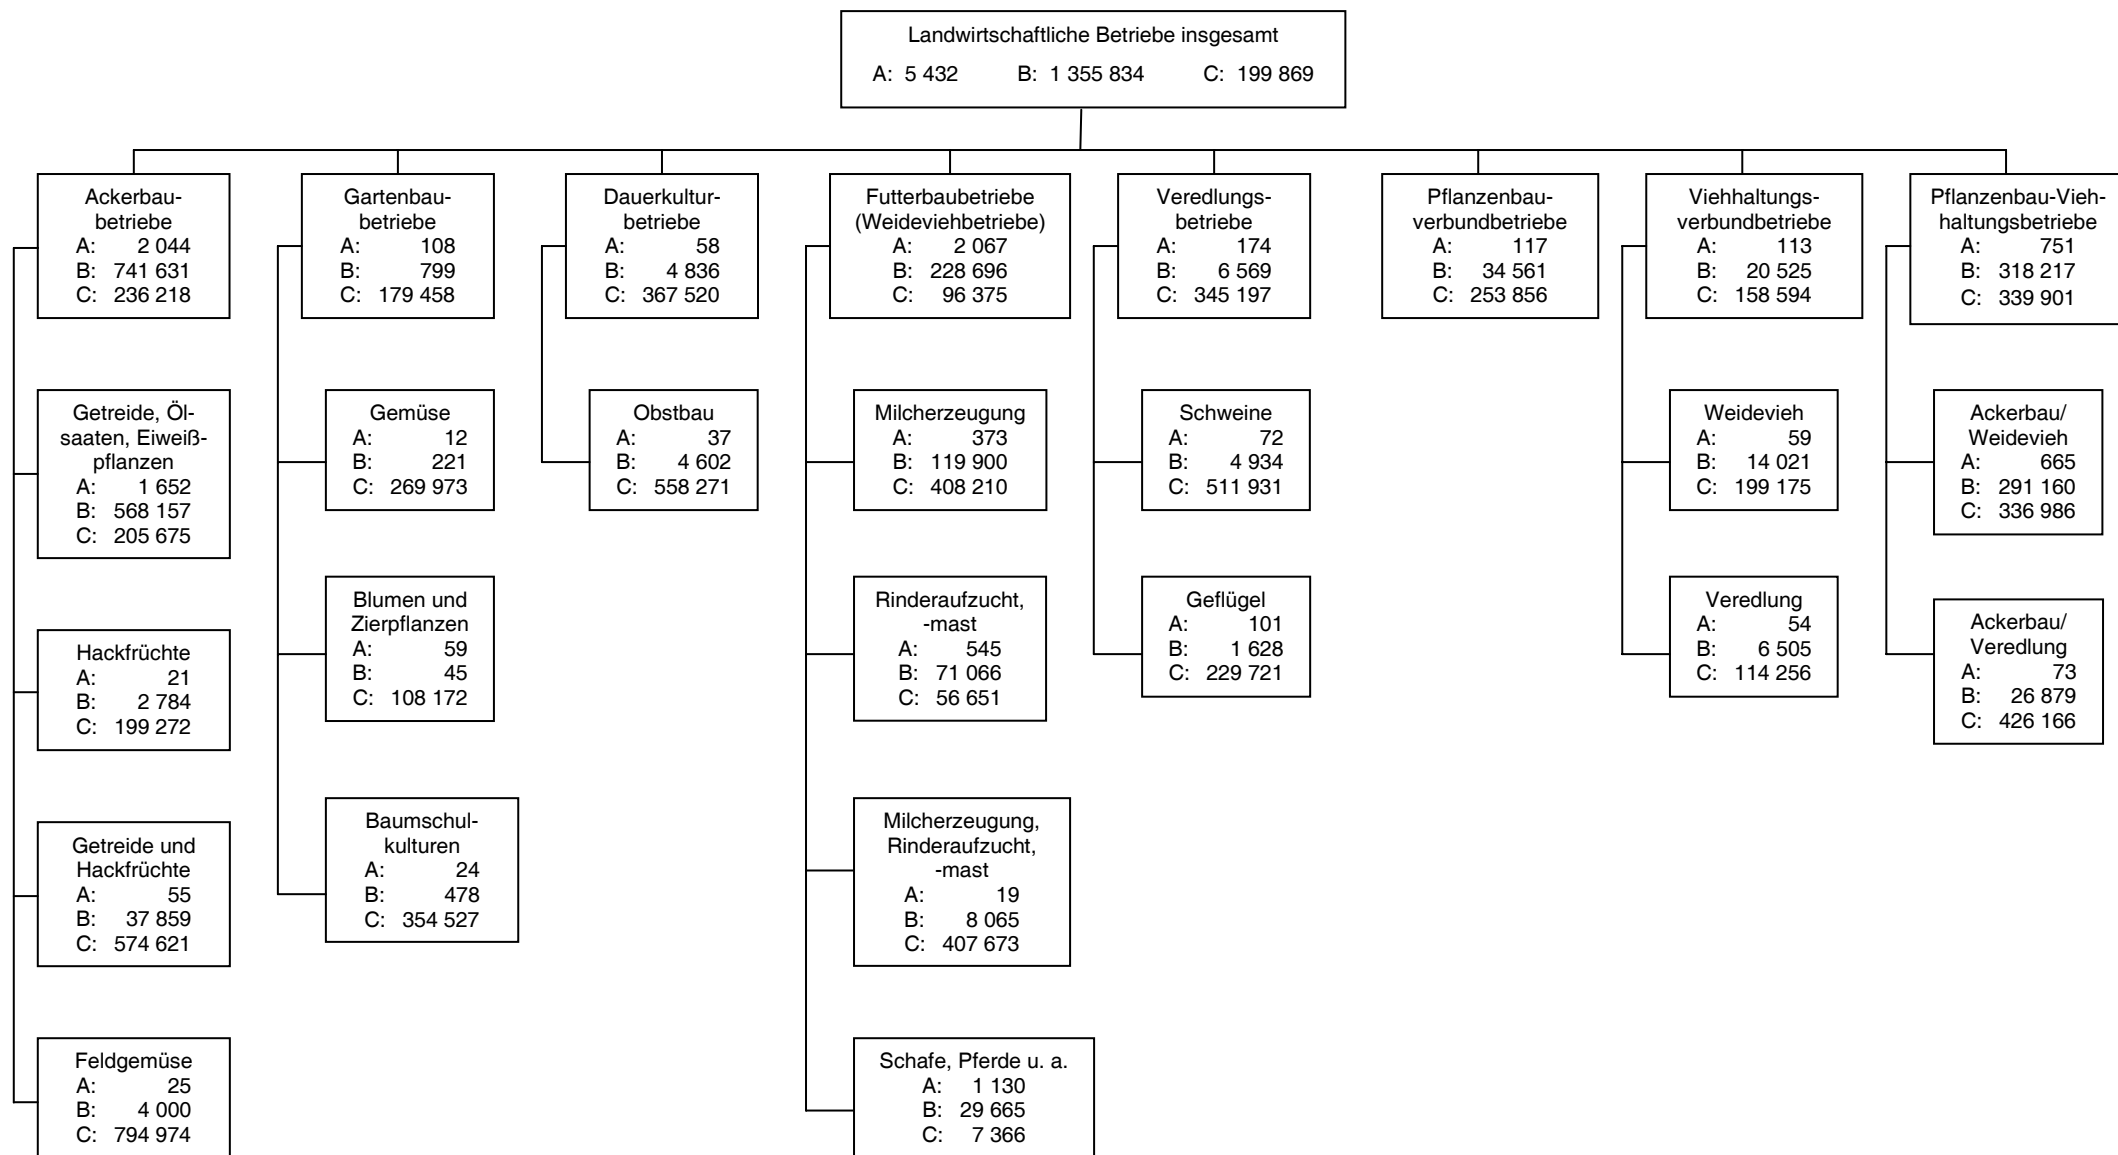 Landwirtschaftliche Betriebe insgesamt
A: 5 432 B: 1 355 834 C: 199 869
Ackerbau-
betriebe
A: 2 044
B: 741 631
C: 236 218
Getreide, Öl-
saaten, Eiweiß-
pflanzen
A: 1 652
B: 568 157
C: 205 675
Hackfrüchte
A: 21
B: 2 784
C: 199 272
Getreide und
Hackfrüchte
A: 55
B: 37 859
C: 574 621
Feldgemüse
A: 25
B: 4 000
C: 794 974
Gartenbau-
betriebe
A: 108
B: 799
C: 179 458
Gemüse
A: 12
B: 221
C: 269 973
Blumen und
Zierpflanzen
A: 59
B: 45
C: 108 172
Baumschul-
kulturen
A: 24
B: 478
C: 354 527
Dauerkultur-
betriebe
A: 58
B: 4 836
C: 367 520
Obstbau
A: 37
B: 4 602
C: 558 271
Futterbaubetriebe
(Weideviehbetriebe)
A: 2 067
B: 228 696
C: 96 375
Milcherzeugung
A: 373
B: 119 900
C: 408 210
Rinderaufzucht,
-mast
A: 545
B: 71 066
C: 56 651
Milcherzeugung,
Rinderaufzucht,
-mast
A: 19
B: 8 065
C: 407 673
Schafe, Pferde u. a.
A: 1 130
B: 29 665
C: 7 366
Veredlungs-
betriebe
A: 174
B: 6 569
C: 345 197
Schweine
A: 72
B: 4 934
C: 511 931
Geflügel
A: 101
B: 1 628
C: 229 721
Pflanzenbau-
verbundbetriebe
A: 117
B: 34 561
C: 253 856
Viehhaltungs-
verbundbetriebe
A: 113
B: 20 525
C: 158 594
Weidevieh
A: 59
B: 14 021
C: 199 175
Veredlung
A: 54
B: 6 505
C: 114 256
Pflanzenbau-Vieh-
haltungsbetriebe
A: 751
B: 318 217
C: 339 901
Ackerbau/
Weidevieh
A: 665
B: 291 160
C: 336 986
Ackerbau/
Veredlung
A: 73
B: 26 879
C: 426 166